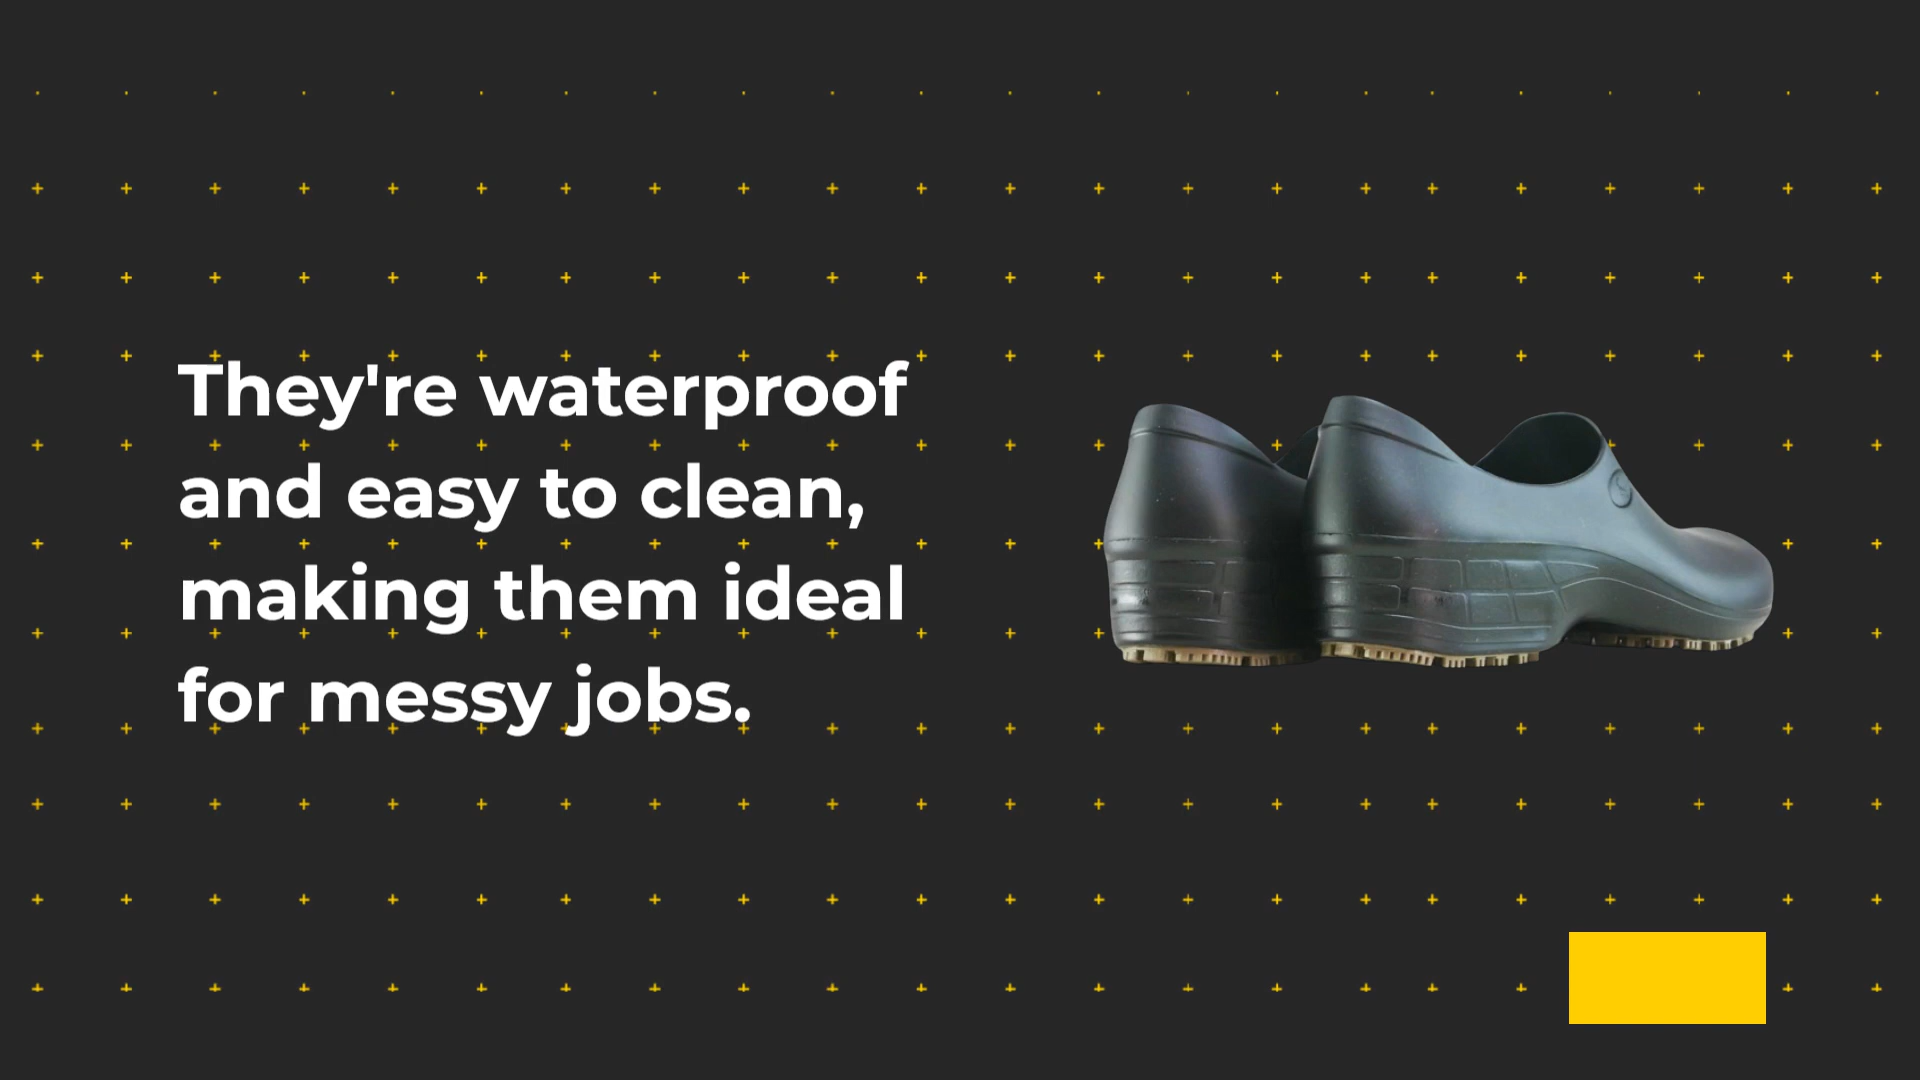 They're waterproof
and easy to clean,
making them ideal
for messy jobs.